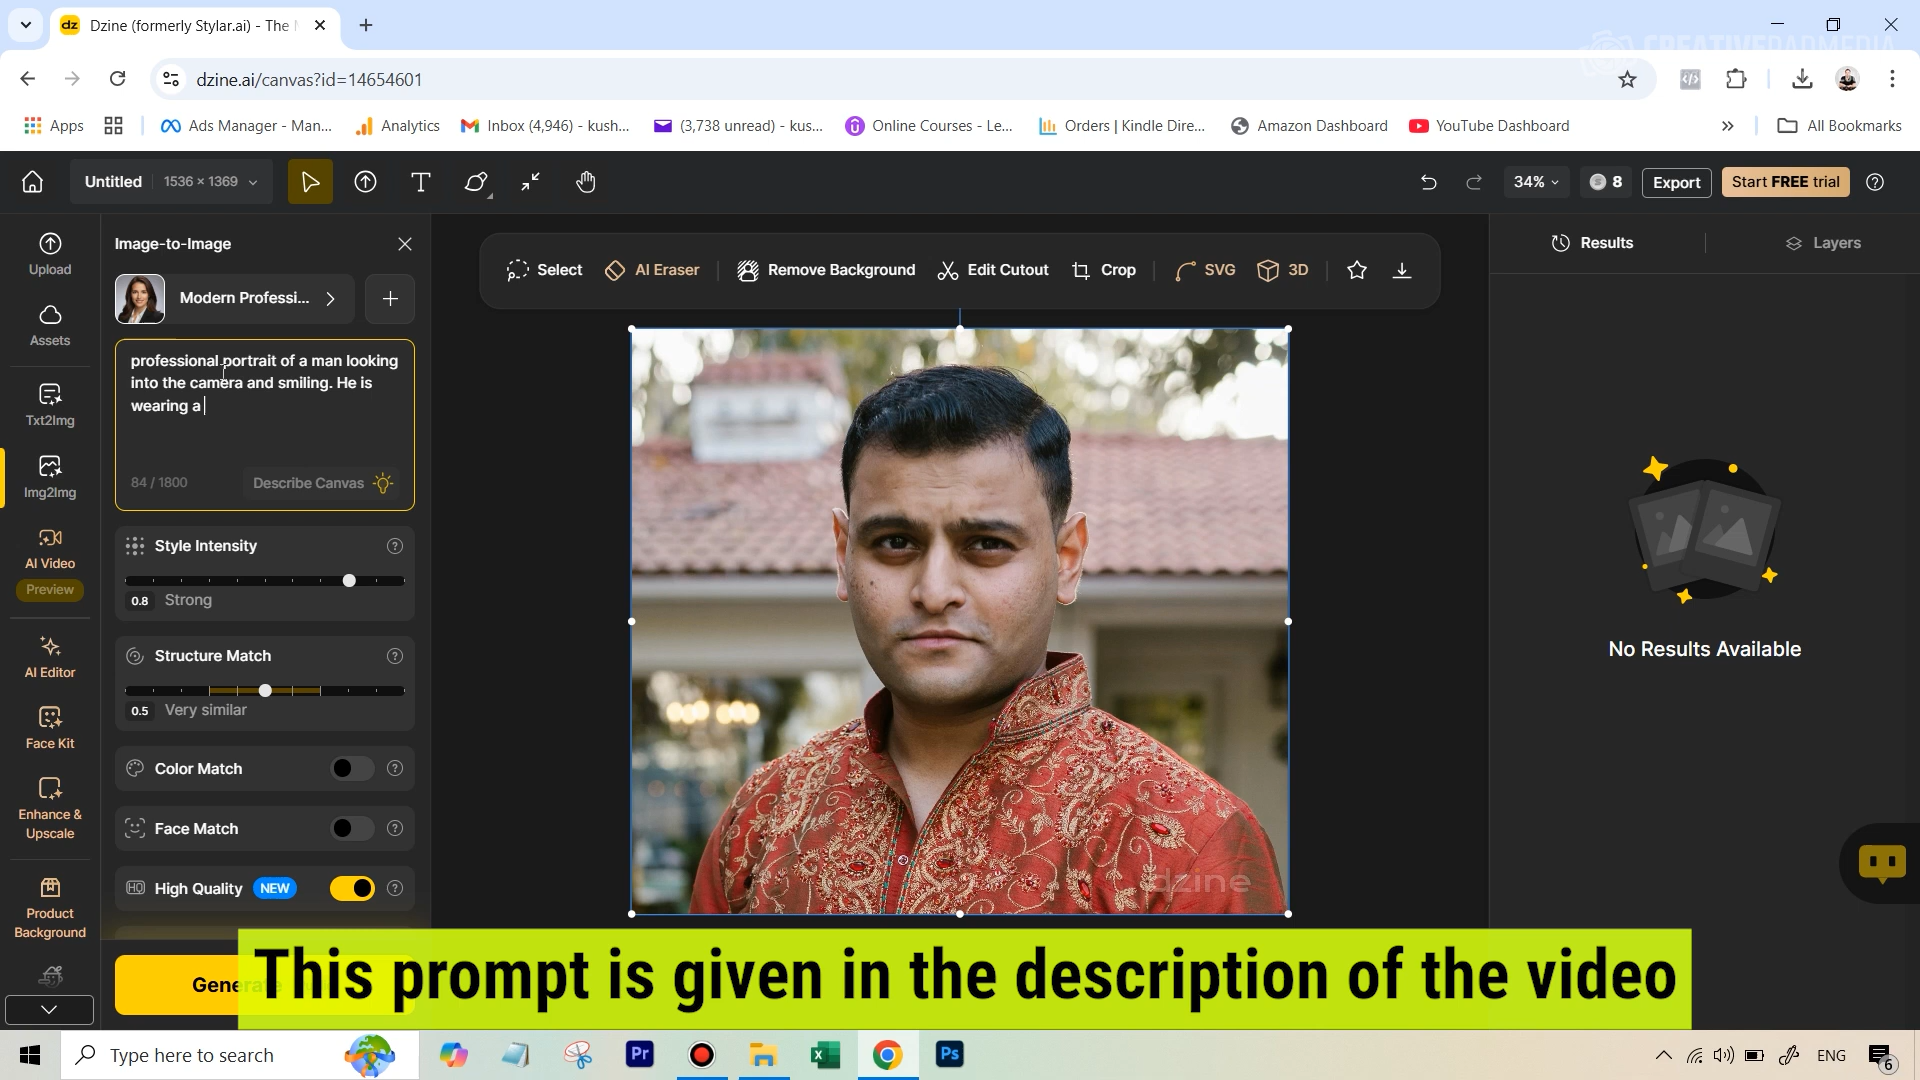 dz Dzine (formerly Stylar.ai) - The
CREATIVEDADMEDIA
dzine.ai/canvas?id=14654601
Apps
Ads Manager - Man...
Analytics
Inbox (4,946) - kush...
(3,738 unread) - kus...
Online Courses - Le...
Orders | Kindle Dire...
Amazon Dashboard
YouTube Dashboard
All Bookmarks
Untitled 1536 × 1369
34%
8
Export
Start FREE trial
Upload
Assets
Txt2Img
Img2Img
AI Video
Preview
AI Editor
Face Kit
Enhance &
Upscale
Product
Background
Image-to-Image
Modern Professi...
professional portrait of a man looking
into the camera and smiling. He is
wearing a
84 / 1800 Describe Canvas
Style Intensity
0.8 Strong
Structure Match
0.5 Very similar
Color Match
Face Match
HQ High Quality NEW
Select AI Eraser Remove Background Edit Cutout Crop SVG 3D
dzine
Results Layers
No Results Available
This prompt is given in the description of the video
Type here to search
Pr
Ps
ENG
6